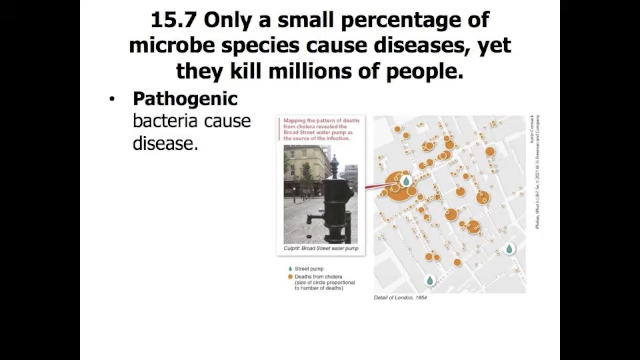 15.7 Only a small percentage of
microbe species cause diseases, yet
they kill millions of people.
• Pathogenic
bacteria cause
disease.
Mapping the pattern of deaths
from cholera revealed the
Broad Street water pump as
the source of the infection.
Culprit: Broad Street water pump
Street pump
Deaths from cholera
(size of circle proportional
to number of deaths)
Detail of London, 1854